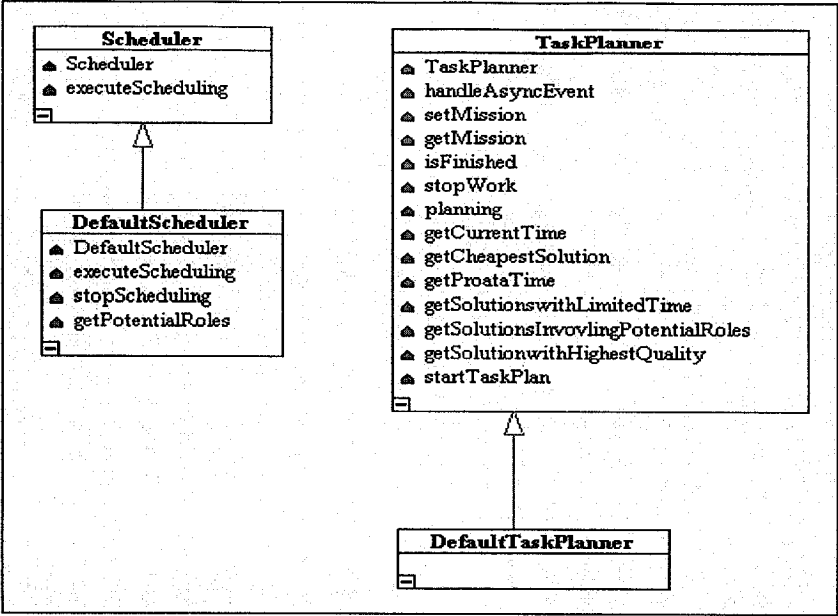 Scheduler
Scheduler
executeScheduling
DefaultScheduler
DefaultScheduler
executeScheduling
stopScheduling
getPotentialRoles
TaskPlanner
TaskPlanner
handleAsyncEvent
setMission
getMission
isFinished
stopWork
planning
getCurrentTime
getCheapestSolution
getProataTime
getSolutionswithLimitedTime
getSolutionsInvovlingPotentialRoles
getSolutionwithHighestQuality
startTaskPlan
DefaultTaskPlanner